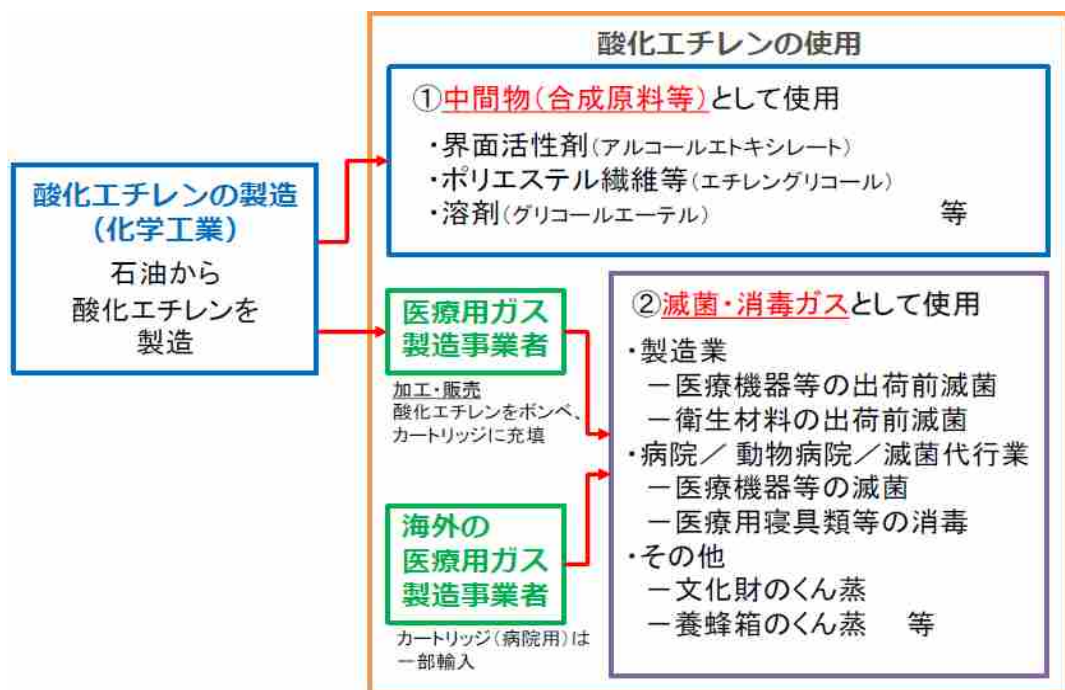 酸化エチレンの使用
①中間物(合成原料等)として使用
・界面活性剤(アルコールエトキシレート)
・ポリエステル繊維等(エチレングリコール)
・溶剤(グリコールエーテル) 等
酸化エチレンの製造
(化学工業)
石油から
酸化エチレンを
製造
医療用ガス
製造事業者
加工・販売
酸化エチレンをボンベ、
カートリッジに充填
海外の
医療用ガス
製造事業者
カートリッジ(病院用)は
一部輸入
②滅菌・消毒ガスとして使用
・製造業
－医療機器等の出荷前滅菌
－衛生材料の出荷前滅菌
・病院／動物病院／滅菌代行業
－医療機器等の滅菌
－医療用寝具類等の消毒
・その他
－文化財のくん蒸
－養蜂箱のくん蒸 等